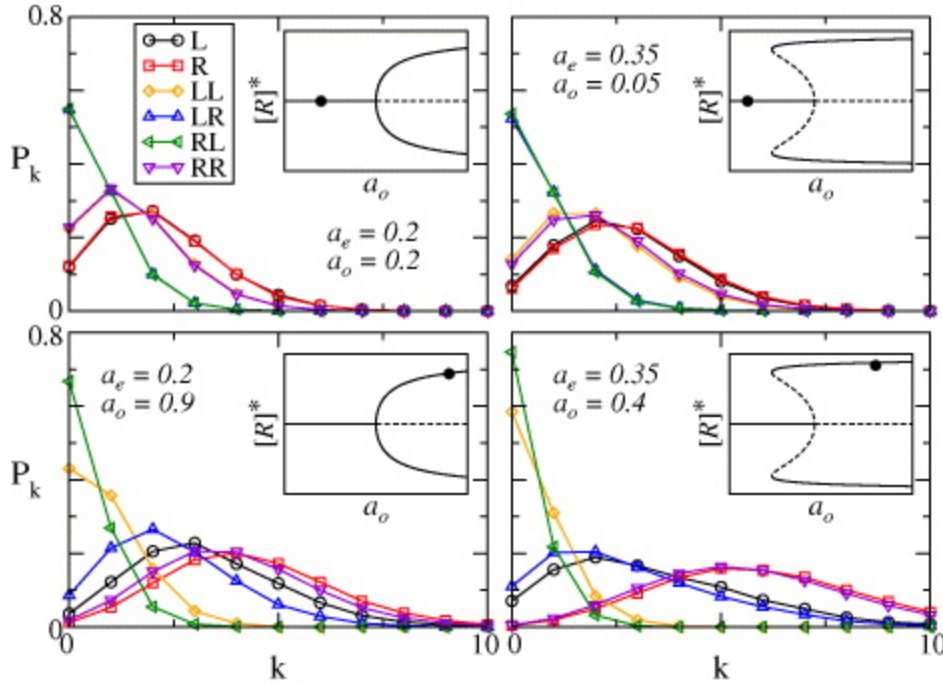 0.8
L
R
LL
LR
RL
RR
[R]*
a_o
a_e = 0.2
a_o = 0.2
P_k
0
a_e = 0.35
a_o = 0.05
[R]*
a_o
0.8
a_e = 0.2
a_o = 0.9
[R]*
a_o
P_k
0
0
10
k
a_e = 0.35
a_o = 0.4
[R]*
a_o
0
10
k